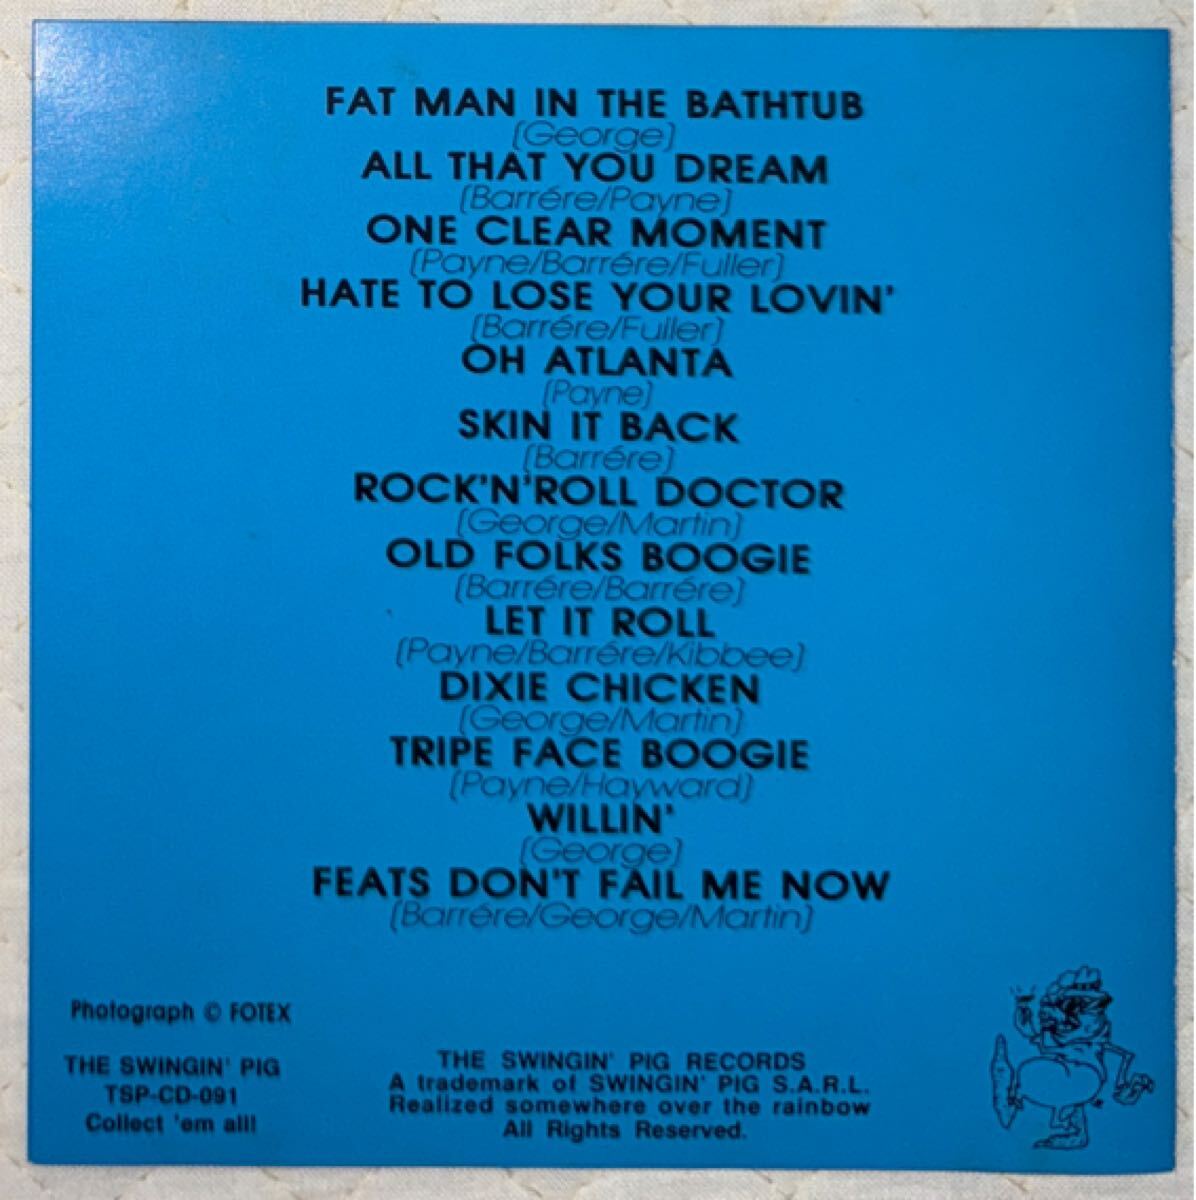 FAT MAN IN THE BATHTUB
(George)
ALL THAT YOU DREAM
(Barrére/Payne)
ONE CLEAR MOMENT
(Payne/Barrére/Fuller)
HATE TO LOSE YOUR LOVIN'
(Barrére/Fuller)
OH ATLANTA
(Payne)
SKIN IT BACK
(Barrére)
ROCK'N'ROLL DOCTOR
(George/Martin)
OLD FOLKS BOOGIE
(Barrére/Barrére)
LET IT ROLL
(Payne/Barrére/Kibbee)
DIXIE CHICKEN
(George/Martin)
TRIPE FACE BOOGIE
(Payne/Hayward)
WILLIN'
(George)
FEATS DON'T FAIL ME NOW
(Barrére/George/Martin)
Photograph © FOTEX
THE SWINGIN' PIG
TSP-CD-091
Collect 'em all!
THE SWINGIN' PIG RECORDS
A trademark of SWINGIN' PIG S.A.R.L.
Realized somewhere over the rainbow
All Rights Reserved.